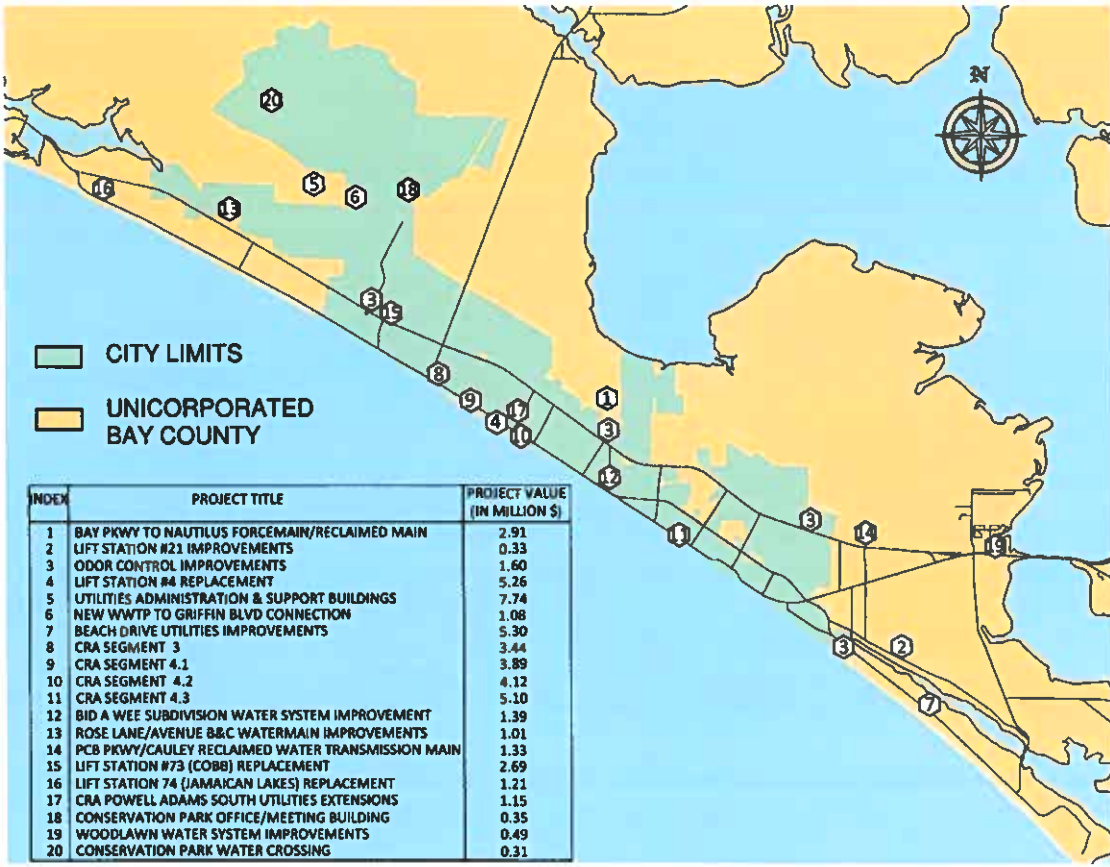 N
20
5
6
18
16
13
3
15
8
9
4
17
10
1
3
12
11
3
14
19
3
2
7
CITY LIMITS
UNICORPORATED
BAY COUNTY
INDEX PROJECT TITLE PROJECT VALUE
(IN MILLION $)
1 BAY PKWY TO NAUTILUS FORCEMAIN/RECLAIMED MAIN 2.91
2 LIFT STATION #21 IMPROVEMENTS 0.33
3 ODOR CONTROL IMPROVEMENTS 1.60
4 LIFT STATION #4 REPLACEMENT 5.26
5 UTILITIES ADMINISTRATION & SUPPORT BUILDINGS 7.74
6 NEW WWTP TO GRIFFIN BLVD CONNECTION 1.08
7 BEACH DRIVE UTILITIES IMPROVEMENTS 5.30
8 CRA SEGMENT 3 3.44
9 CRA SEGMENT 4.1 3.89
10 CRA SEGMENT 4.2 4.12
11 CRA SEGMENT 4.3 5.10
12 BID A WEE SUBDIVISION WATER SYSTEM IMPROVEMENT 1.39
13 ROSE LANE/AVENUE B&C WATERMAIN IMPROVEMENTS 1.01
14 PCB PKWY/CAULEY RECLAIMED WATER TRANSMISSION MAIN 1.33
15 LIFT STATION #73 (COBB) REPLACEMENT 2.69
16 LIFT STATION 74 (JAMAICAN LAKES) REPLACEMENT 1.21
17 CRA POWELL ADAMS SOUTH UTILITIES EXTENSIONS 1.15
18 CONSERVATION PARK OFFICE/MEETING BUILDING 0.35
19 WOODLAWN WATER SYSTEM IMPROVEMENTS 0.49
20 CONSERVATION PARK WATER CROSSING 0.31